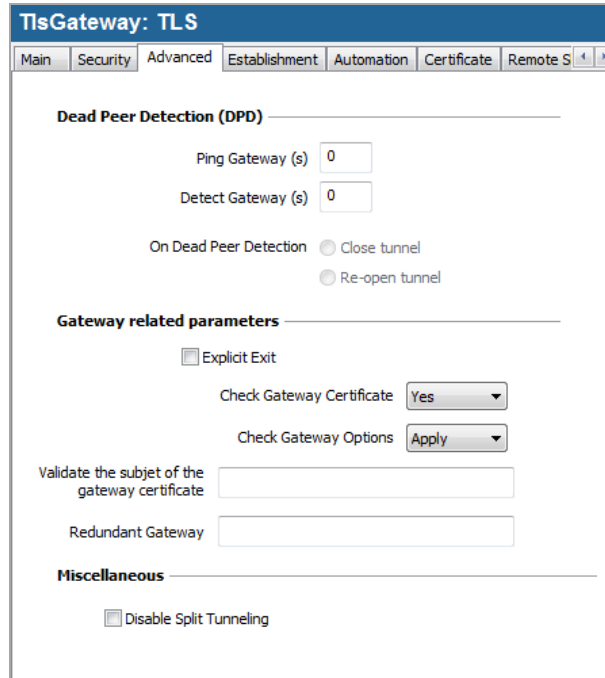 TlsGateway: TLS
Main Security Advanced Establishment Automation Certificate Remote S
Dead Peer Detection (DPD)
Ping Gateway (s) 0
Detect Gateway (s) 0
On Dead Peer Detection Close tunnel
Re-open tunnel
Gateway related parameters
Explicit Exit
Check Gateway Certificate Yes
Check Gateway Options Apply
Validate the subjet of the
gateway certificate
Redundant Gateway
Miscellaneous
Disable Split Tunneling